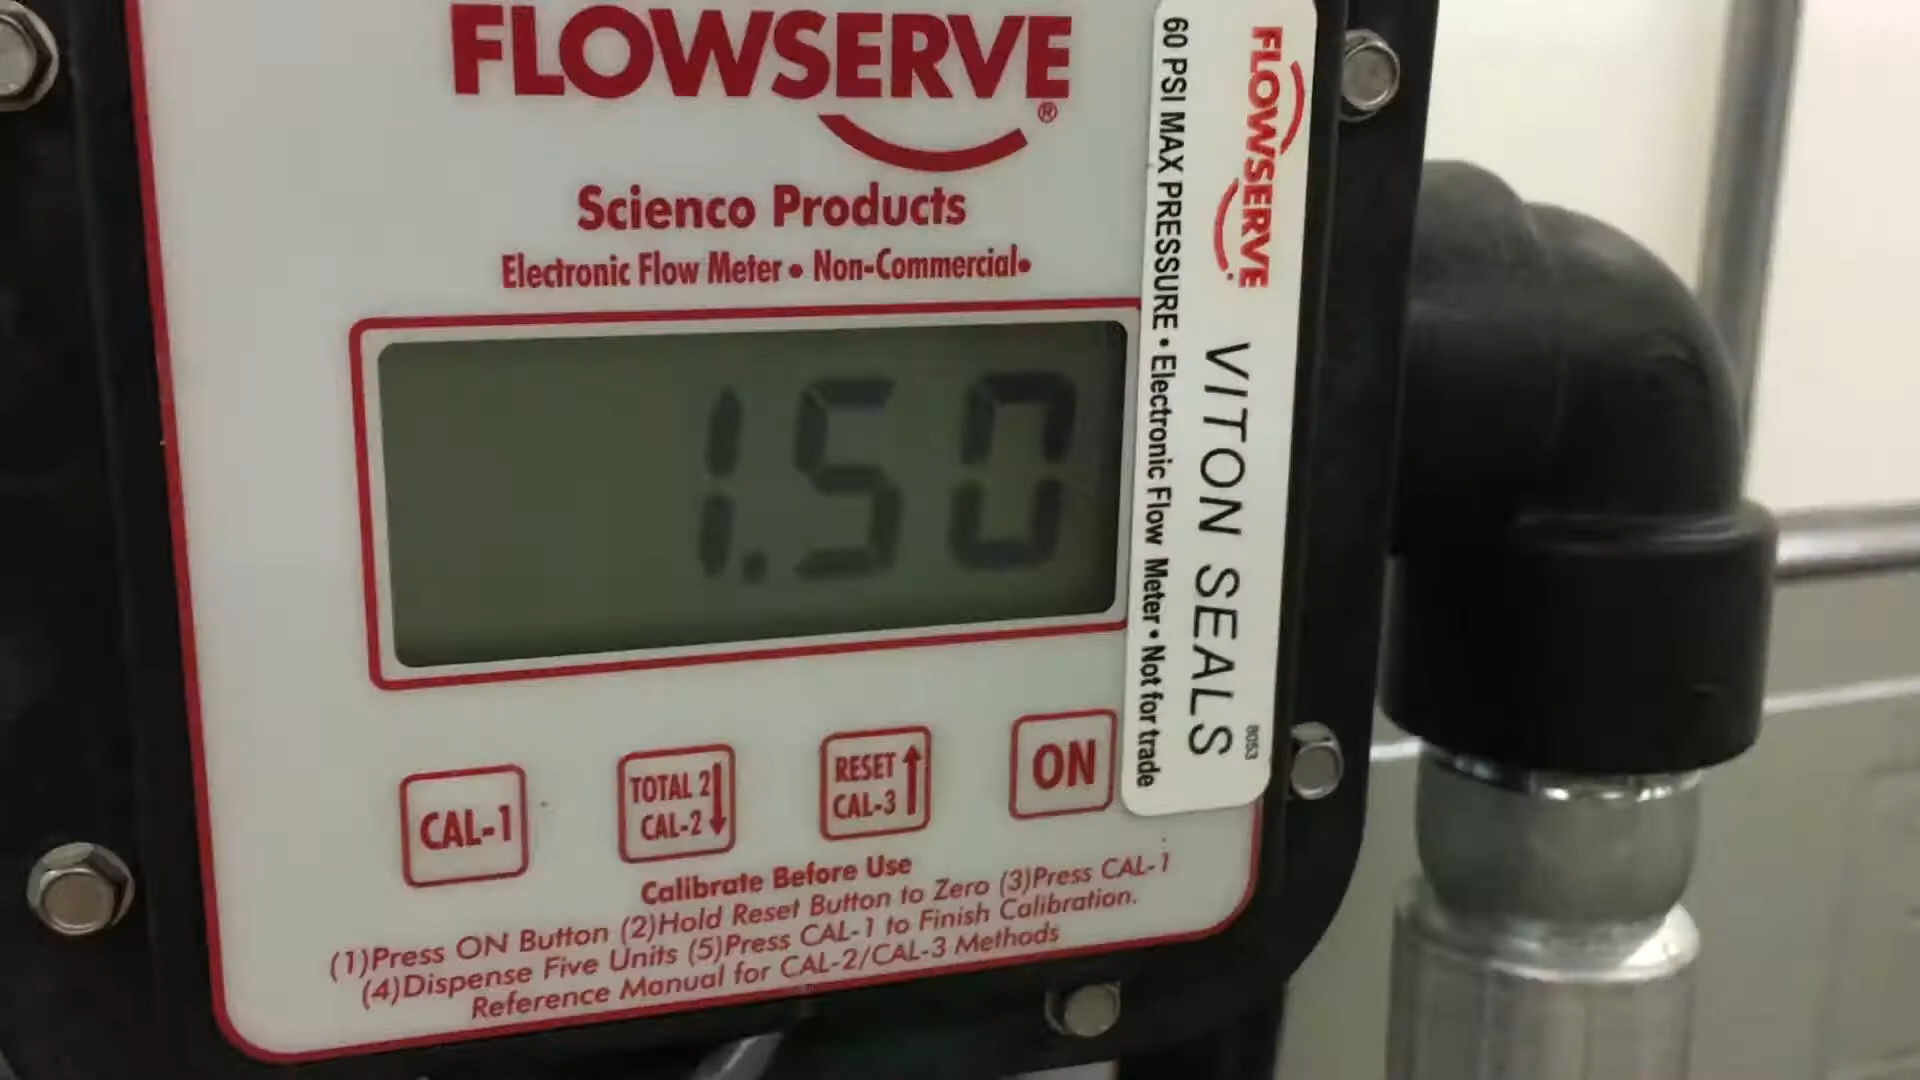 FLOWSERVE®
Scienco Products
Electronic Flow Meter • Non-Commercial•
1.50
CAL-1
TOTAL 2
CAL-2
RESET
CAL-3
ON
Calibrate Before Use
(1)Press ON Button (2)Hold Reset Button to Zero (3)Press CAL-1
(4)Dispense Five Units (5)Press CAL-1 to Finish Calibration.
Reference Manual for CAL-2/CAL-3 Methods
FLOWSERVE
VITON SEALS
8053
60 PSI MAX PRESSURE • Electronic Flow Meter • Not for trade